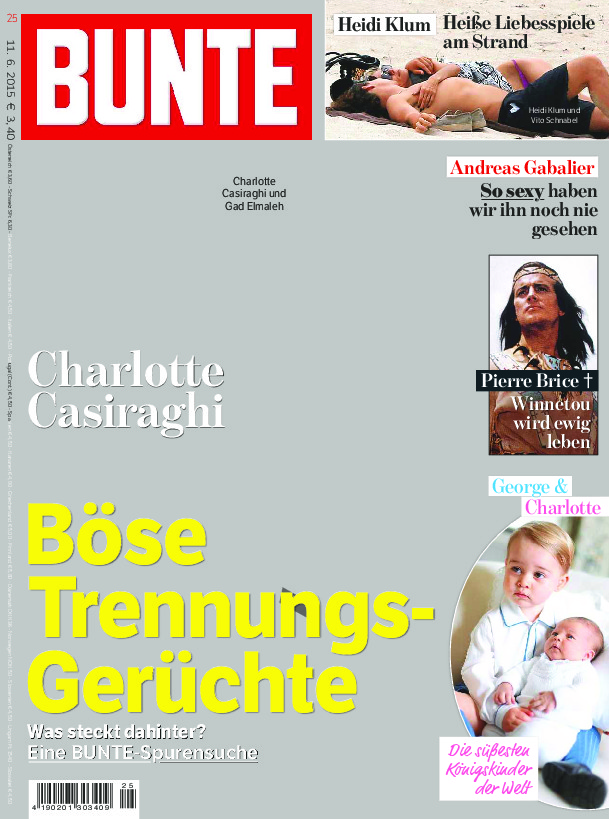 25
11. 6. 2015 € 3,40
BUNTE
Heidi Klum
Heiße Liebesspiele
am Strand
Heidi Klum und
Vito Schnabel
Charlotte
Casiraghi und
Gad Elmaleh
Andreas Gabalier
So sexy haben
wir ihn noch nie
gesehen
Pierre Brice †
Winnetou
wird ewig
leben
Charlotte
Casiraghi
George &
Charlotte
Böse
Trennungs-
Gerüchte
Was steckt dahinter?
Eine BUNTE-Spurensuche
Die süßesten
Königskinder
der Welt
25
4 190201 303409